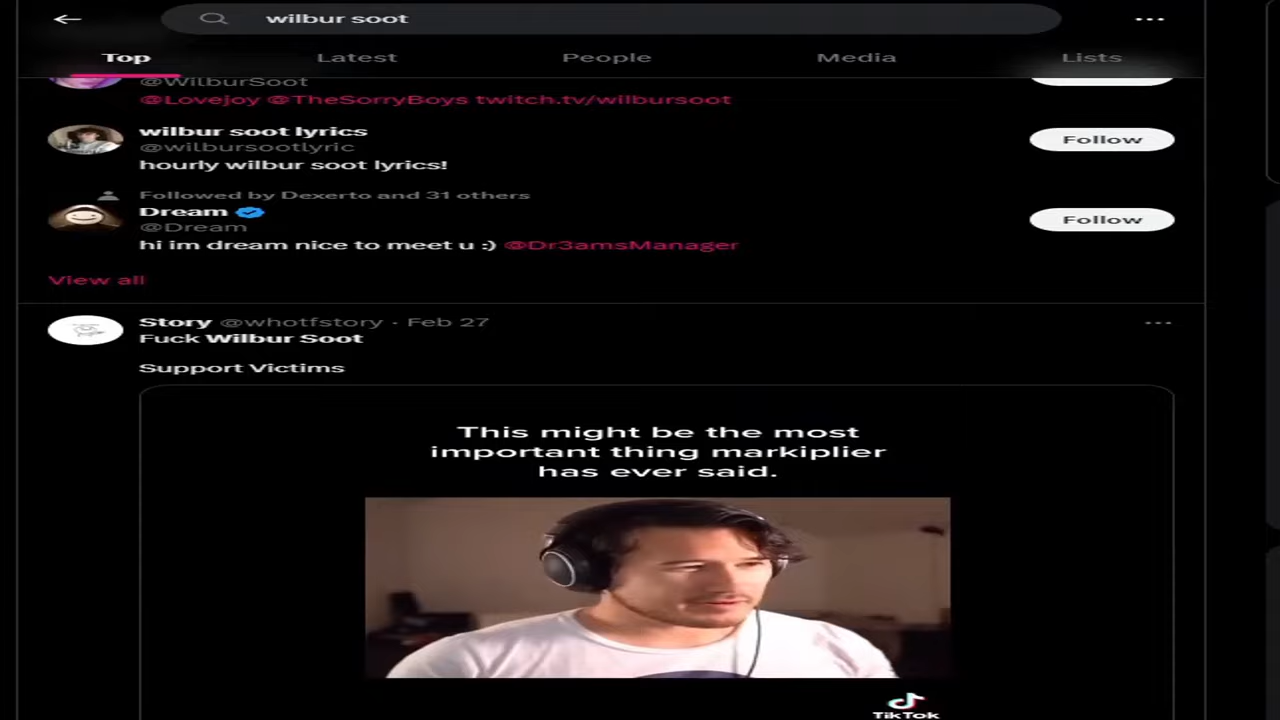 wilbur soot
Top Latest People Media Lists
@WilburSoot
@Lovejoy @TheSorryBoys twitch.tv/wilbursoot
wilbur soot lyrics
@wilbursootlyric
Follow
hourly wilbur soot lyrics!
Followed by Dexerto and 31 others
Dream
@Dream
Follow
hi im dream nice to meet u :) @Dr3amsManager
View all
Story @whotfstory · Feb 27
Fuck Wilbur Soot
Support Victims
This might be the most
important thing markiplier
has ever said.
TikTok